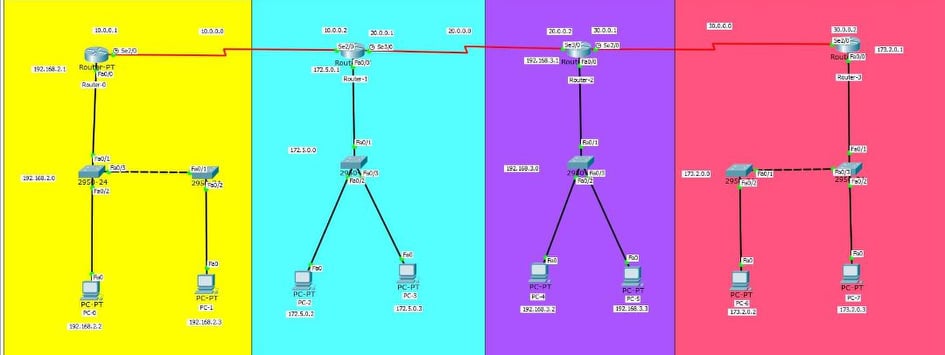 10.0.0.1
10.0.0.0
Se2/0
Router-PT
Fa0/0
Router-0
192.168.2.1
Fa0/1
Fa0/3
Fa0/1
192.168.2.0
Fa0/2
Fa0/2
Fa0
PC-PT
PC-0
192.168.2.2
Fa0
PC-PT
PC-1
192.168.2.3
10.0.0.2
20.0.0.1
20.0.0.0
Se2/0
Se3/0
Fa0/0
172.5.0.1
Router-1
Fa0/1
172.5.0.0
Fa0/3
Fa0/2
Fa0
PC-PT
PC-2
172.5.0.2
Fa0
PC-PT
PC-3
172.5.0.3
20.0.0.2
30.0.0.1
Se3/0
Se2/0
192.168.3.1
Fa0/0
Router-2
Fa0/1
192.168.3.0
Fa0/3
Fa0/2
Fa0
PC-PT
PC-4
192.168.3.2
Fa0
PC-PT
PC-5
192.168.3.3
30.0.0.0
30.0.0.2
Se2/0
173.2.0.1
Fa0/0
Router-3
Fa0/1
173.2.0.0
Fa0/1
Fa0/3
Fa0/2
Fa0/2
Fa0
PC-PT
PC-6
173.2.0.2
Fa0
PC-PT
PC-7
173.2.0.3